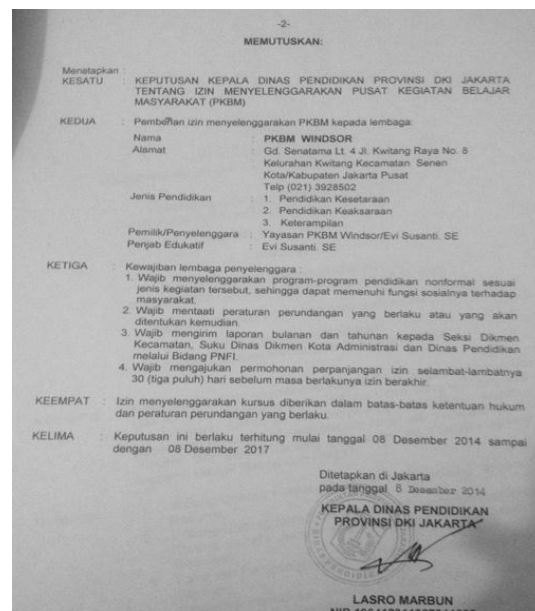 -2-
MEMUTUSKAN:
Menetapkan :
KESATU : KEPUTUSAN KEPALA DINAS PENDIDIKAN PROVINSI DKI JAKARTA
TENTANG IZIN MENYELENGGARAKAN PUSAT KEGIATAN BELAJAR
MASYARAKAT (PKBM)
KEDUA : Pemberian izin menyelenggarakan PKBM kepada lembaga:
Nama : PKBM WINDSOR
Alamat : Gd. Senatama Lt. 4 Jl. Kwitang Raya No. 8
Kelurahan Kwitang Kecamatan Senen
Kota/Kabupaten Jakarta Pusat
Telp (021) 3928502
Jenis Pendidikan : 1. Pendidikan Kesetaraan
2. Pendidikan Keaksaraan
3. Keterampilan
Pemilik/Penyelenggara : Yayasan PKBM Windsor/Evi Susanti. SE
Penjab Edukatif : Evi Susanti. SE
KETIGA : Kewajiban lembaga penyelenggara :
1. Wajib menyelenggarakan program-program pendidikan nonformal sesuai
jenis kegiatan tersebut, sehingga dapat memenuhi fungsi sosialnya terhadap
masyarakat.
2. Wajib mentaati peraturan perundangan yang berlaku atau yang akan
ditentukan kemudian.
3. Wajib mengirim laporan bulanan dan tahunan kepada Seksi Dikmen
Kecamatan, Suku Dinas Dikmen Kota Administrasi dan Dinas Pendidikan
melalui Bidang PNFI.
4. Wajib mengajukan permohonan perpanjangan izin selambat-lambatnya
30 (tiga puluh) hari sebelum masa berlakunya izin berakhir.
KEEMPAT : Izin menyelenggarakan kursus diberikan dalam batas-batas ketentuan hukum
dan peraturan perundangan yang berlaku.
KELIMA : Keputusan ini berlaku terhitung mulai tanggal 08 Desember 2014 sampai
dengan 08 Desember 2017
Ditetapkan di Jakarta
pada tanggal 8 Desember 2014
KEPALA DINAS PENDIDIKAN
PROVINSI DKI JAKARTA
LASRO MARBUN
NIP